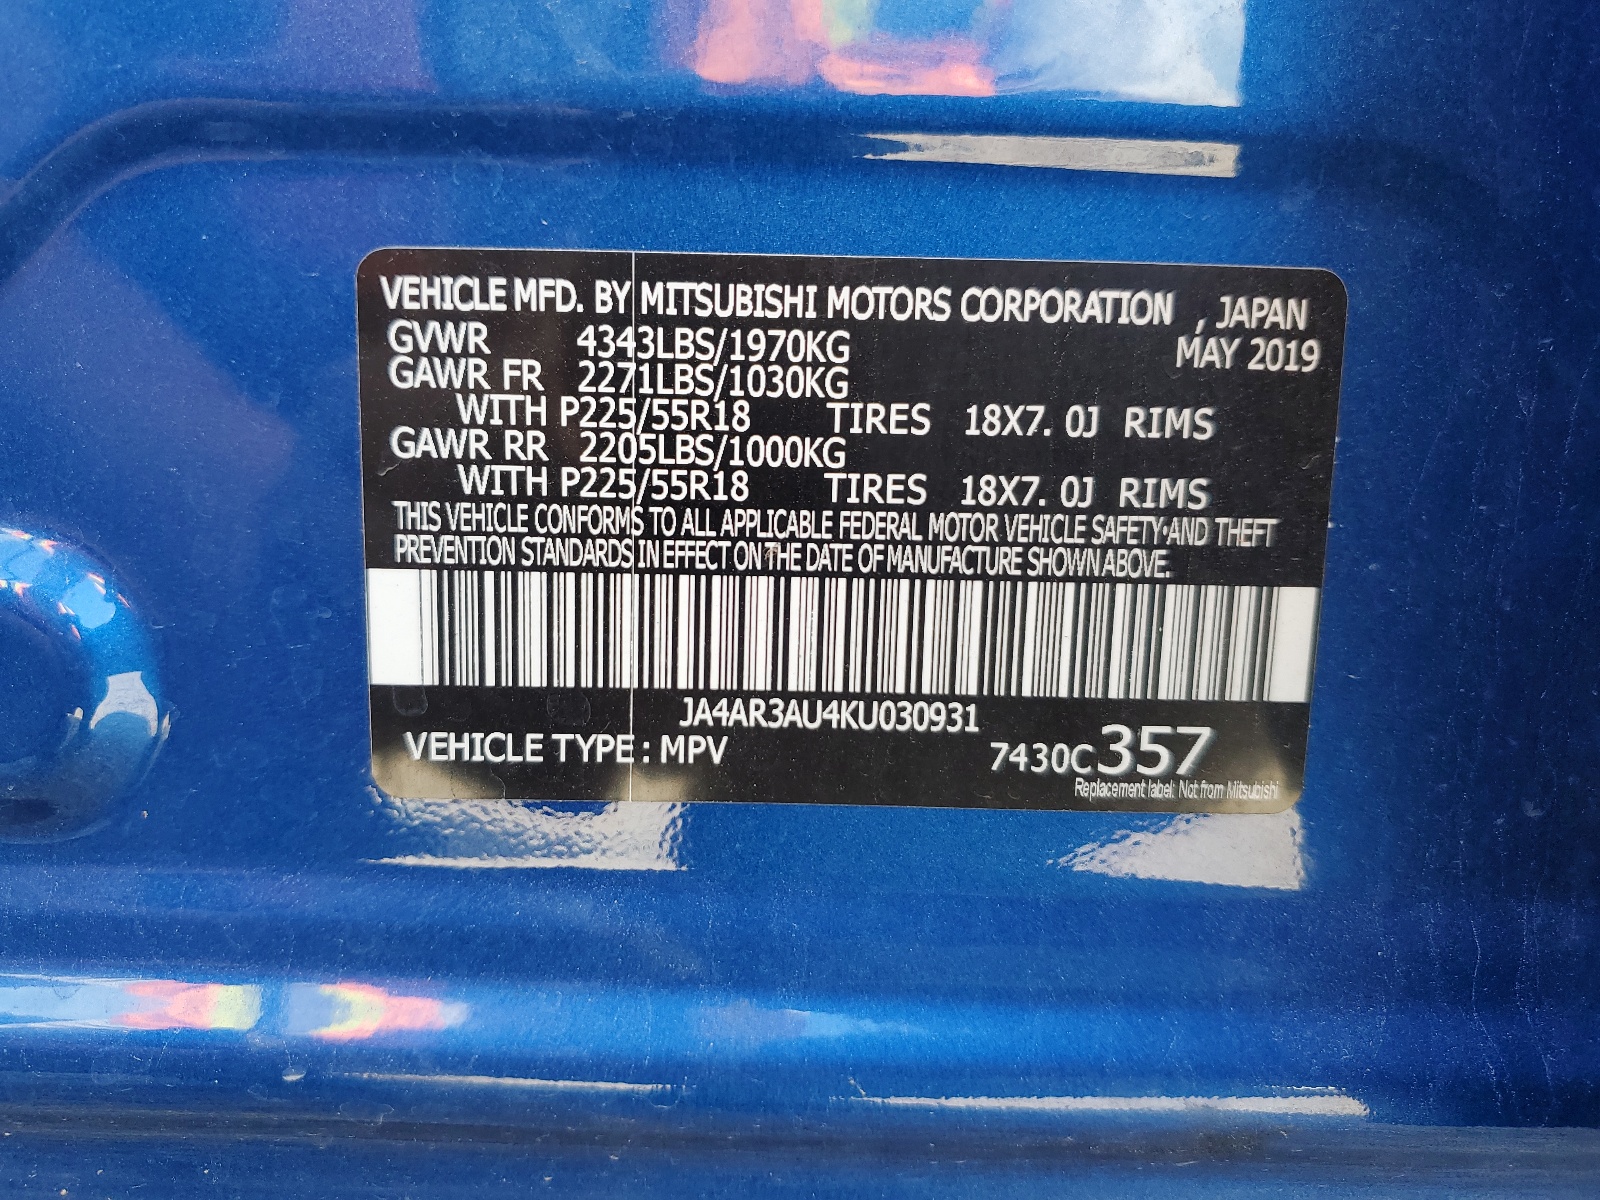 VEHICLE MFD. BY MITSUBISHI MOTORS CORPORATION , JAPAN
GVWR 4343LBS/1970KG MAY 2019
GAWR FR 2271LBS/1030KG
WITH P225/55R18 TIRES 18X7. 0J RIMS
GAWR RR 2205LBS/1000KG
WITH P225/55R18 TIRES 18X7. 0J RIMS
THIS VEHICLE CONFORMS TO ALL APPLICABLE FEDERAL MOTOR VEHICLE SAFETY AND THEFT
PREVENTION STANDARDS IN EFFECT ON THE DATE OF MANUFACTURE SHOWN ABOVE.
JA4AR3AU4KU030931
VEHICLE TYPE : MPV 7430C357
Replacement label: Not from Mitsubishi